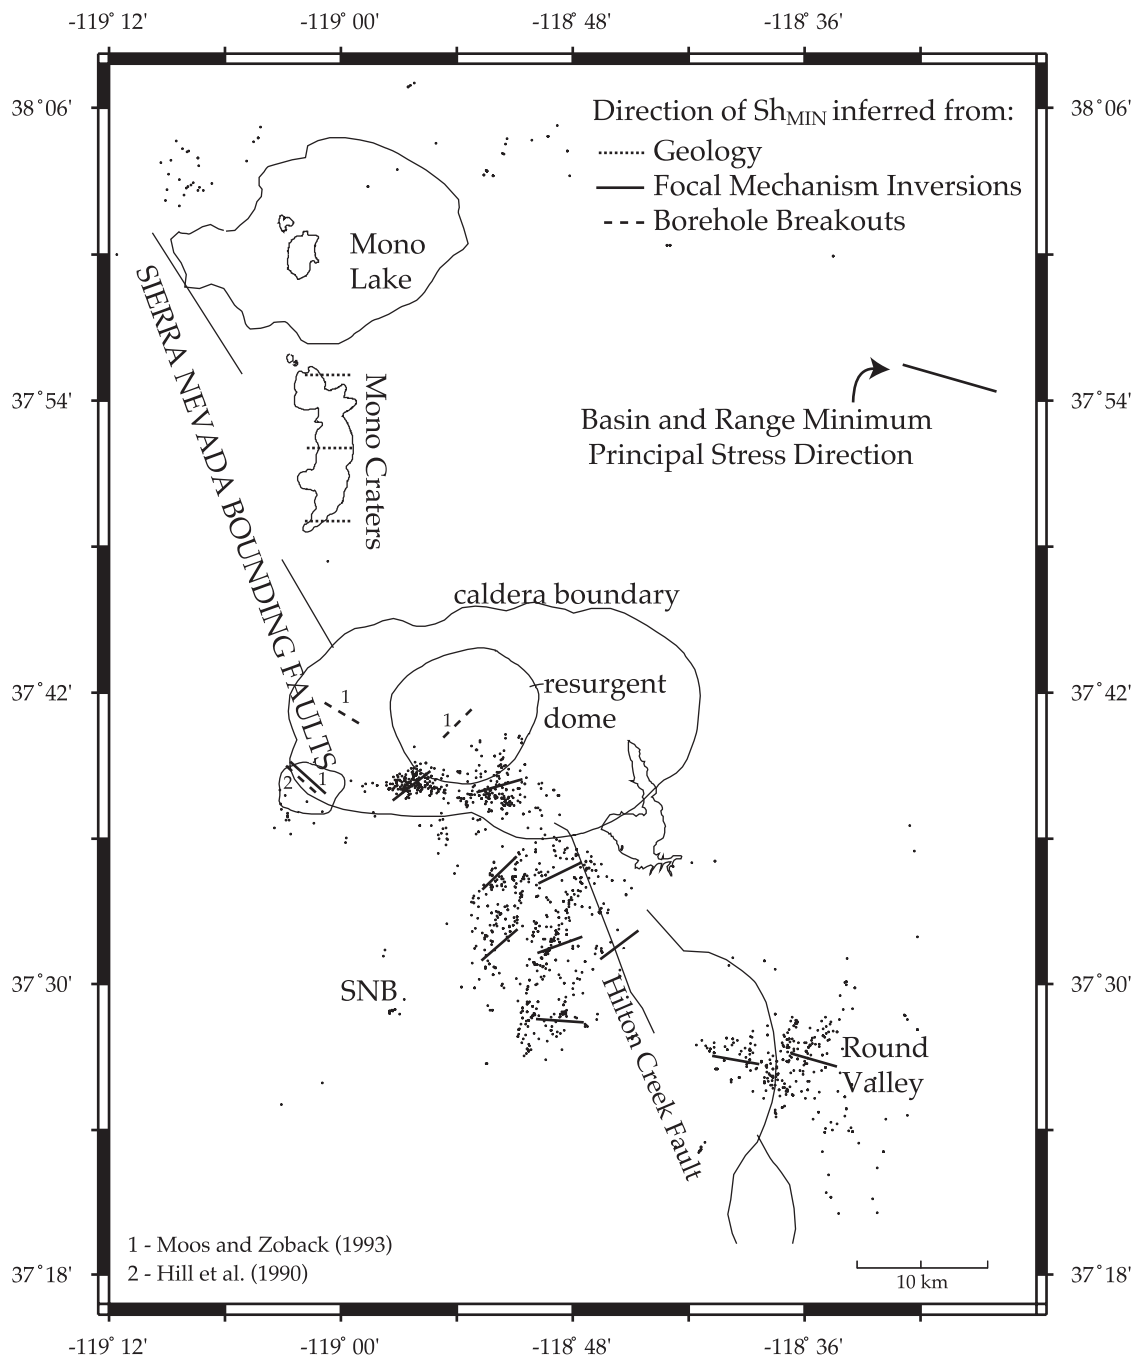 -119˚ 12' -119˚ 00' -118˚ 48' -118˚ 36'
38˚ 06' 38˚ 06'
Direction of ShMIN inferred from:
Geology
Focal Mechanism Inversions
Borehole Breakouts
Mono
Lake
SIERRA NEVADA BOUNDING FAULTS
Mono Craters
37˚ 54' 37˚ 54'
Basin and Range Minimum
Principal Stress Direction
caldera boundary
37˚ 42' 37˚ 42'
resurgent
dome
1
1
2
1
37˚ 30' 37˚ 30'
SNB
Hilton Creek Fault
Round
Valley
1 - Moos and Zoback (1993)
2 - Hill et al. (1990)
37˚ 18' 37˚ 18'
10 km
-119˚ 12' -119˚ 00' -118˚ 48' -118˚ 36'